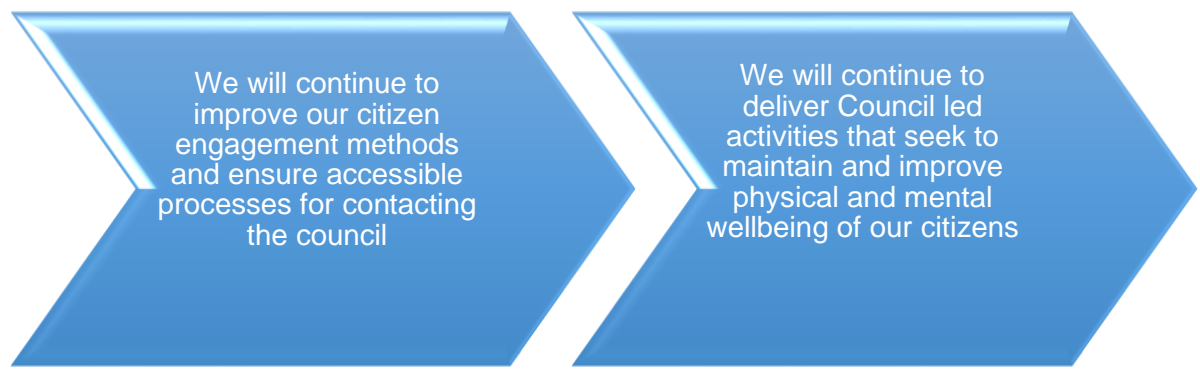 We will continue to
improve our citizen
engagement methods
and ensure accessible
processes for contacting
the council
We will continue to
deliver Council led
activities that seek to
maintain and improve
physical and mental
wellbeing of our citizens